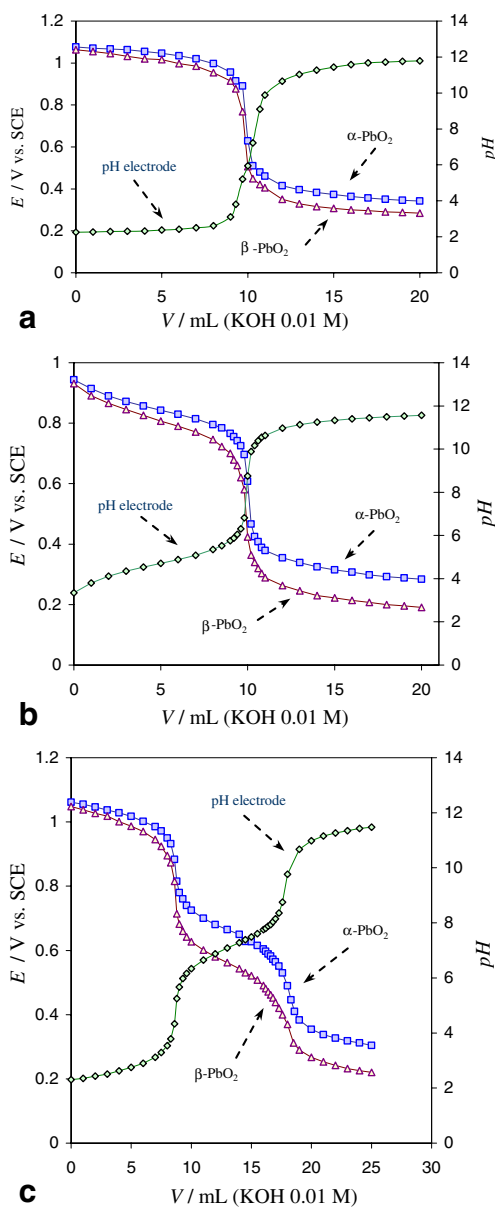 1.2
1
0.8
0.6
0.4
0.2
0
E / V vs. SCE
14
12
10
8
6
4
2
0
pH
pH electrode
α-PbO2
β -PbO2
0 5 10 15 20
V / mL (KOH 0.01 M)
a
1
0.8
0.6
0.4
0.2
0
E / V vs. SCE
14
12
10
8
6
4
2
0
pH
pH electrode
α-PbO2
β-PbO2
0 5 10 15 20
V / mL (KOH 0.01 M)
b
1.2
1
0.8
0.6
0.4
0.2
0
E / V vs. SCE
14
12
10
8
6
4
2
0
pH
pH electrode
α-PbO2
β-PbO2
0 5 10 15 20 25 30
V / mL (KOH 0.01 M)
c